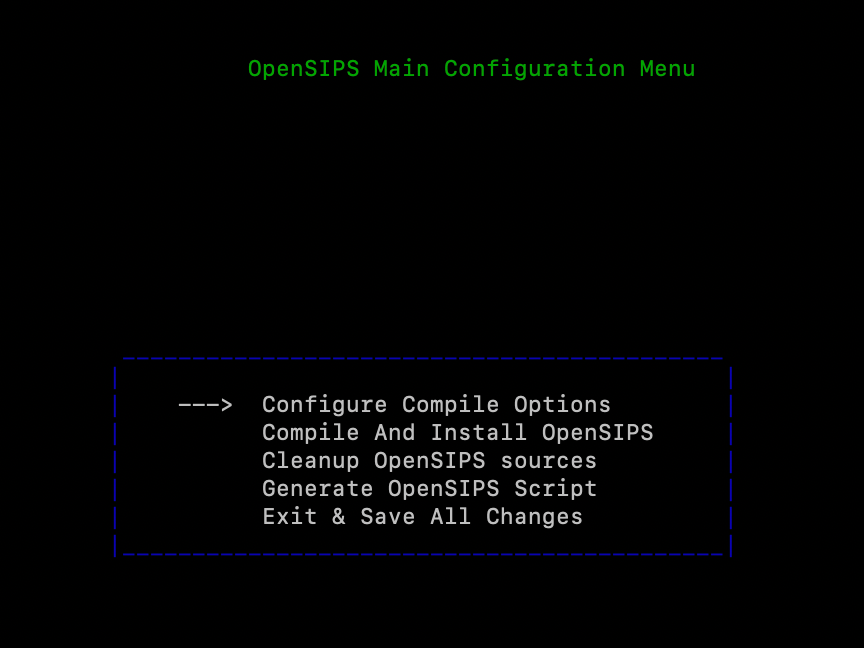 OpenSIPS Main Configuration Menu
---> Configure Compile Options
Compile And Install OpenSIPS
Cleanup OpenSIPS sources
Generate OpenSIPS Script
Exit & Save All Changes